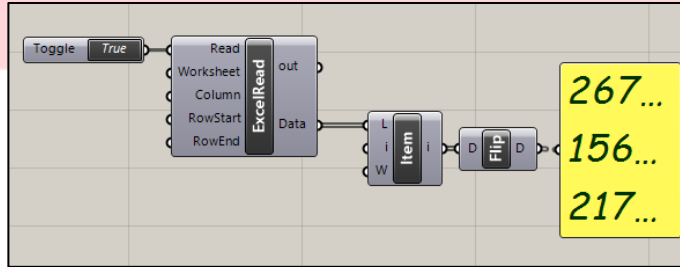 Toggle True
Read
Worksheet
Column
RowStart
RowEnd
ExcelRead
out
Data
L
i
W
Item
i
D
Flip
D
267...
156...
217...